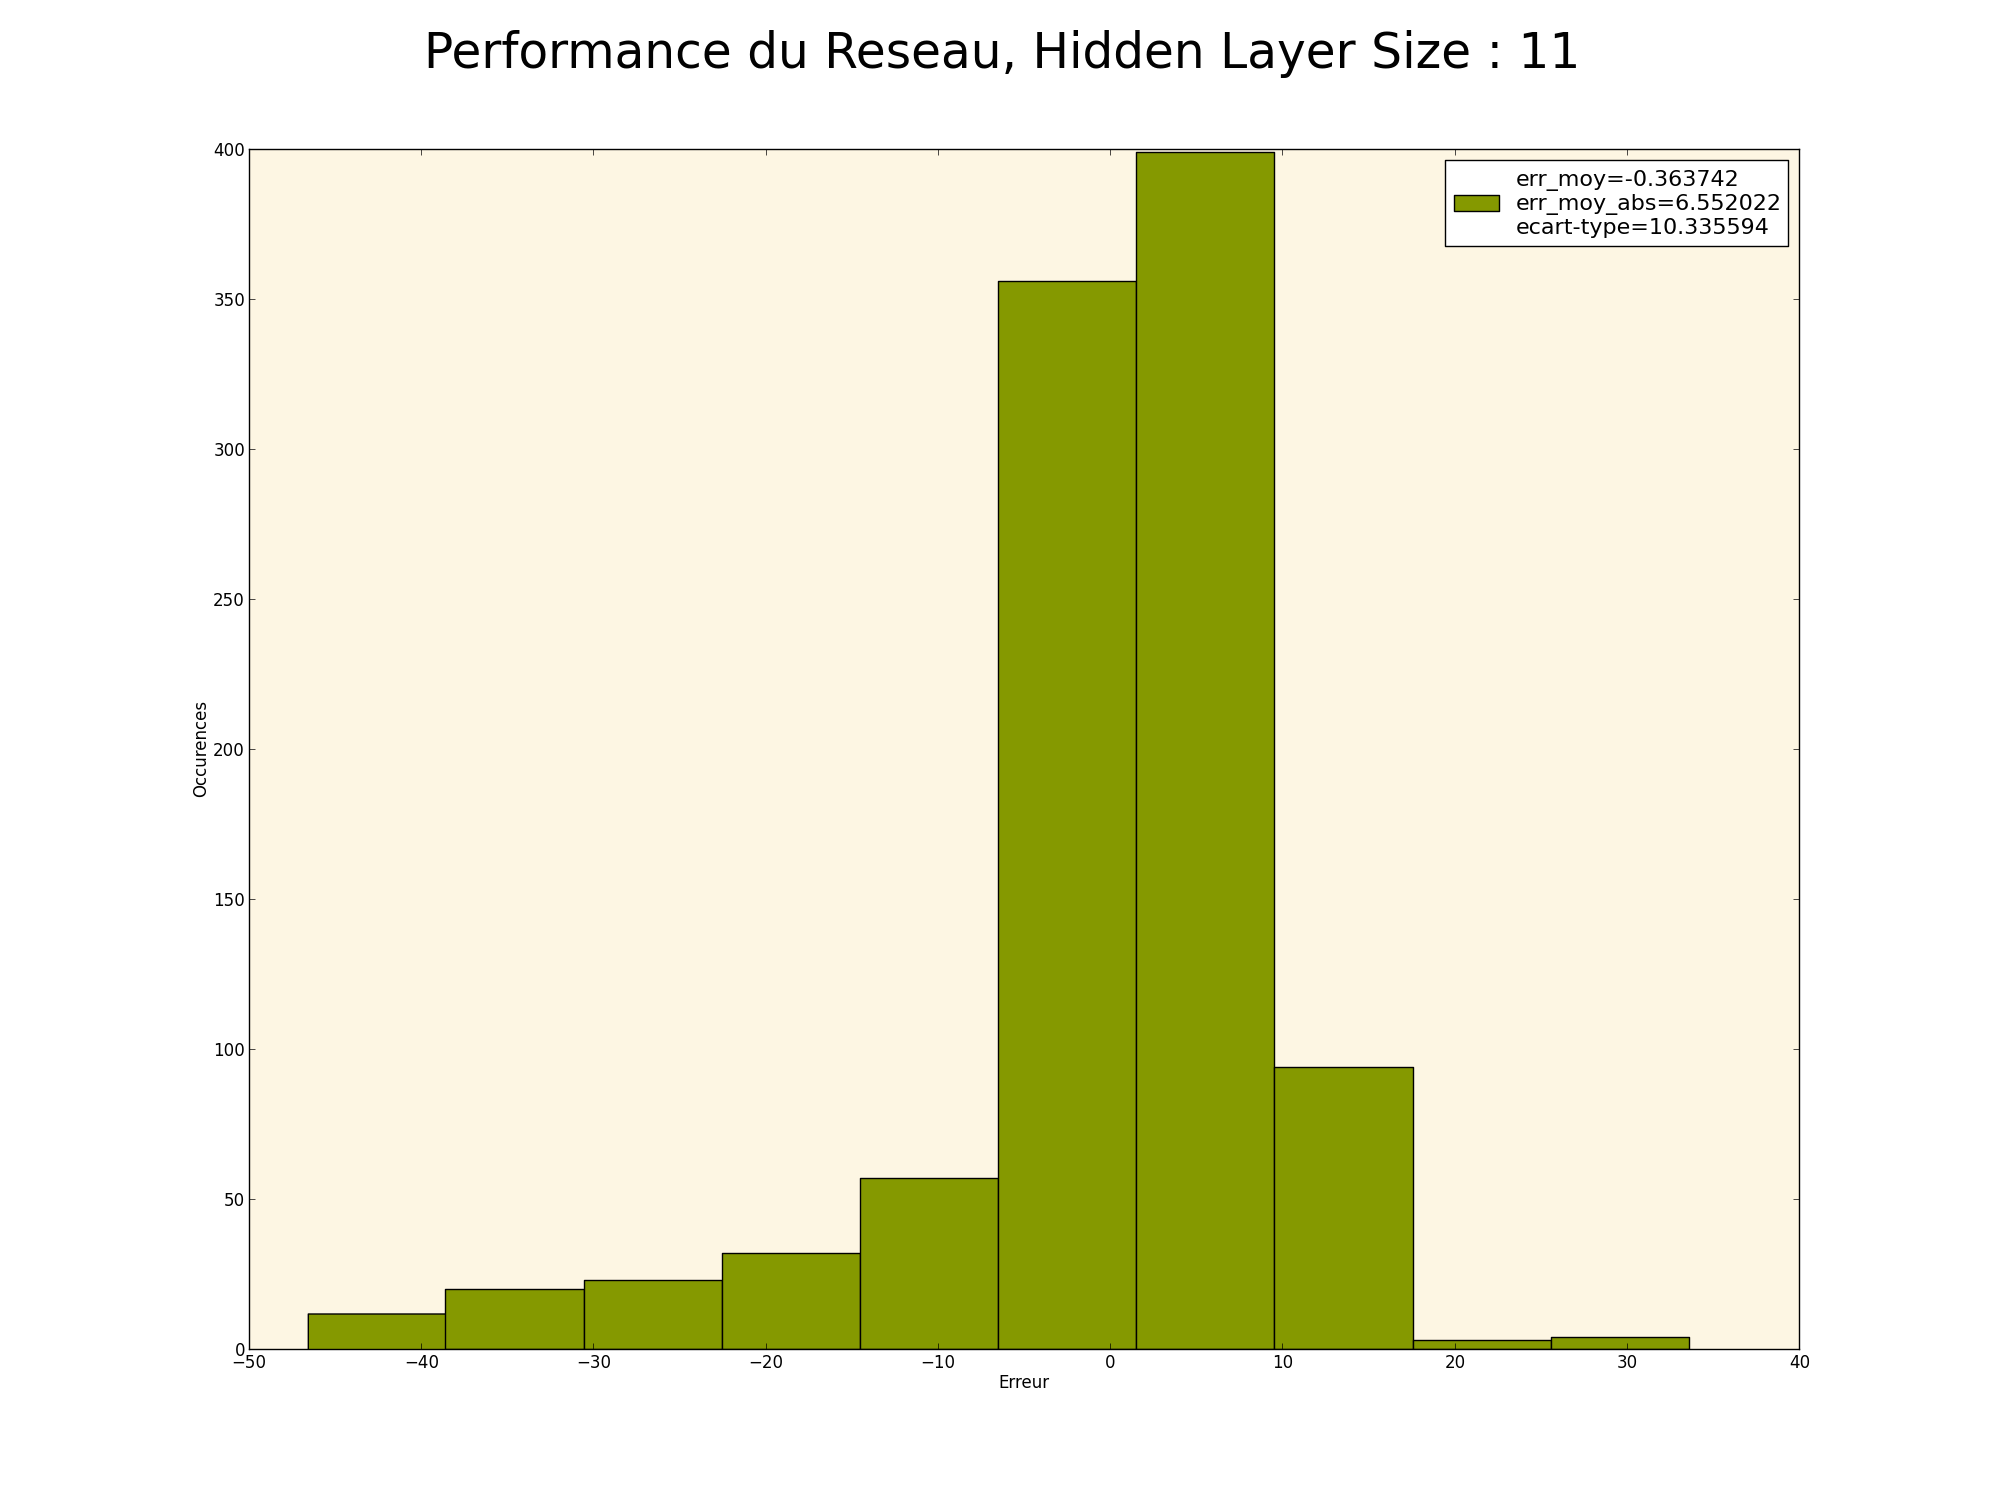 Performance du Reseau, Hidden Layer Size : 11
400
350
300
250
200
150
100
50
0
Occurences
err_moy=-0.363742
err_moy_abs=6.552022
ecart-type=10.335594
−50 −40 −30 −20 −10 0 10 20 30 40
Erreur